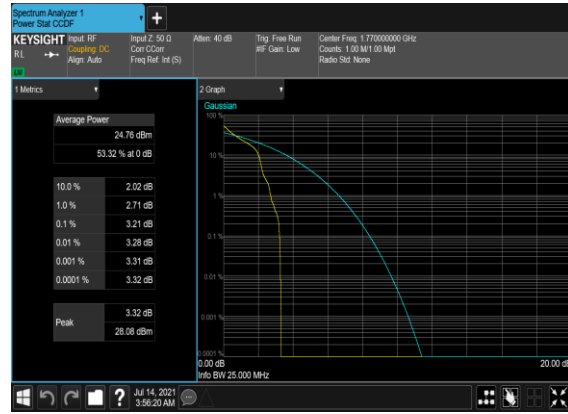 Spectrum Analyzer 1
Power Stat CCDF
+
KEYSIGHT
R L
LW
Input: RF
Coupling: DC
Align: Auto
Input Z: 50 Ω
Corr CCorr
Freq Ref: Int (S)
Atten: 40 dB
Trig: Free Run
#IF Gain: Low
Center Freq: 1.770000000 GHz
Counts: 1.00 M/1.00 Mpt
Radio Std: None
1 Metrics
Average Power
24.76 dBm
53.32 % at 0 dB
10.0 % 2.02 dB
1.0 % 2.71 dB
0.1 % 3.21 dB
0.01 % 3.28 dB
0.001 % 3.31 dB
0.0001 % 3.32 dB
Peak 3.32 dB
28.08 dBm
2 Graph
Gaussian
100 %
10 %
1 %
0.1 %
0.01 %
0.001 %
0.0001 %
0.00 dB
20.00 dB
Info BW 25.000 MHz
?
Jul 14, 2021
3:56:20 AM